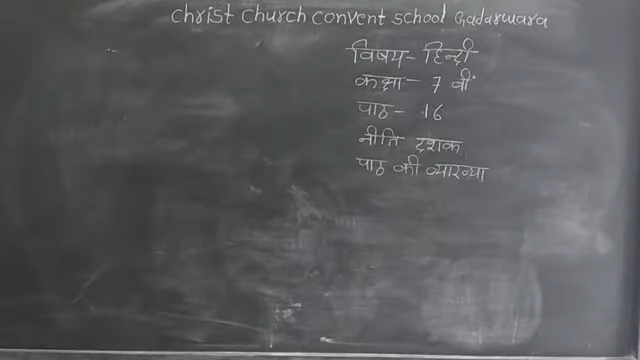 Christ Church Convent School Gadarwara
विषय- हिन्दी
कक्षा- 7 वीं
पाठ- 16
नीति दशक
पाठ की व्याख्या